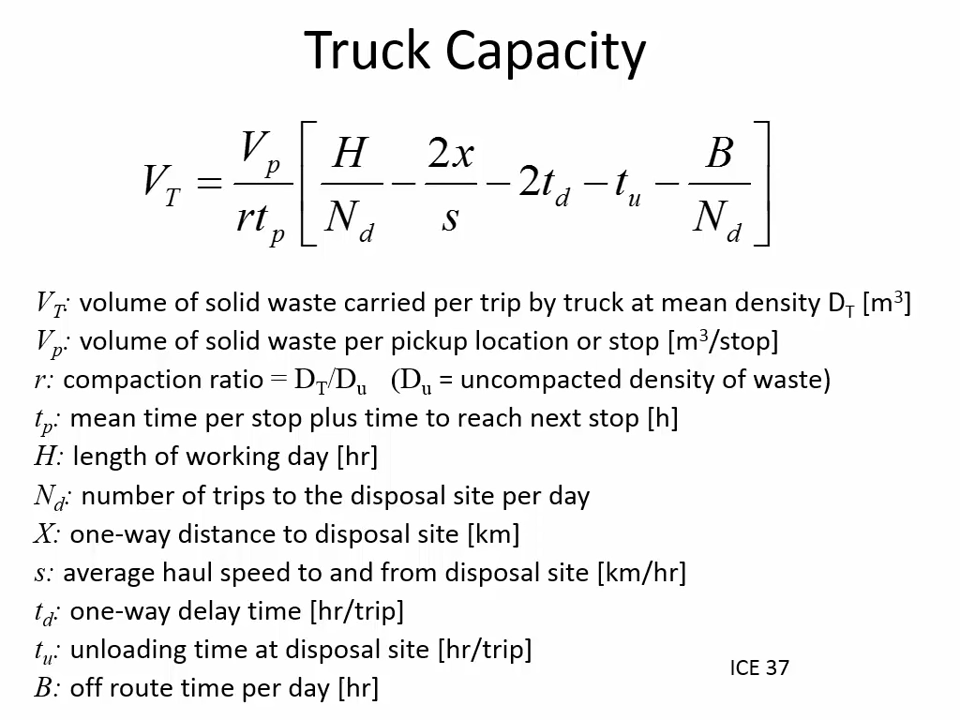 Truck Capacity
V_T = V_p / rt_p [ H / N_d − 2x / s − 2t_d − t_u − B / N_d ]
V_T: volume of solid waste carried per trip by truck at mean density D_T [m³]
V_p: volume of solid waste per pickup location or stop [m³/stop]
r: compaction ratio = D_T/D_u (D_u = uncompacted density of waste)
t_p: mean time per stop plus time to reach next stop [h]
H: length of working day [hr]
N_d: number of trips to the disposal site per day
X: one-way distance to disposal site [km]
s: average haul speed to and from disposal site [km/hr]
t_d: one-way delay time [hr/trip]
t_u: unloading time at disposal site [hr/trip]
B: off route time per day [hr]
ICE 37